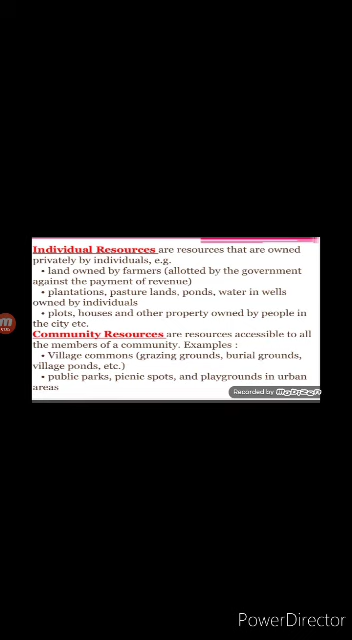 Individual Resources are resources that are owned
privately by individuals, e.g.
• land owned by farmers (allotted by the government
against the payment of revenue)
• plantations, pasture lands, ponds, water in wells
owned by individuals
• plots, houses and other property owned by people in
the city etc.
Community Resources are resources accessible to all
the members of a community. Examples :
• Village commons (grazing grounds, burial grounds,
village ponds, etc.)
• public parks, picnic spots, and playgrounds in urban
areas
Recorded by Mobizen
PowerDirector